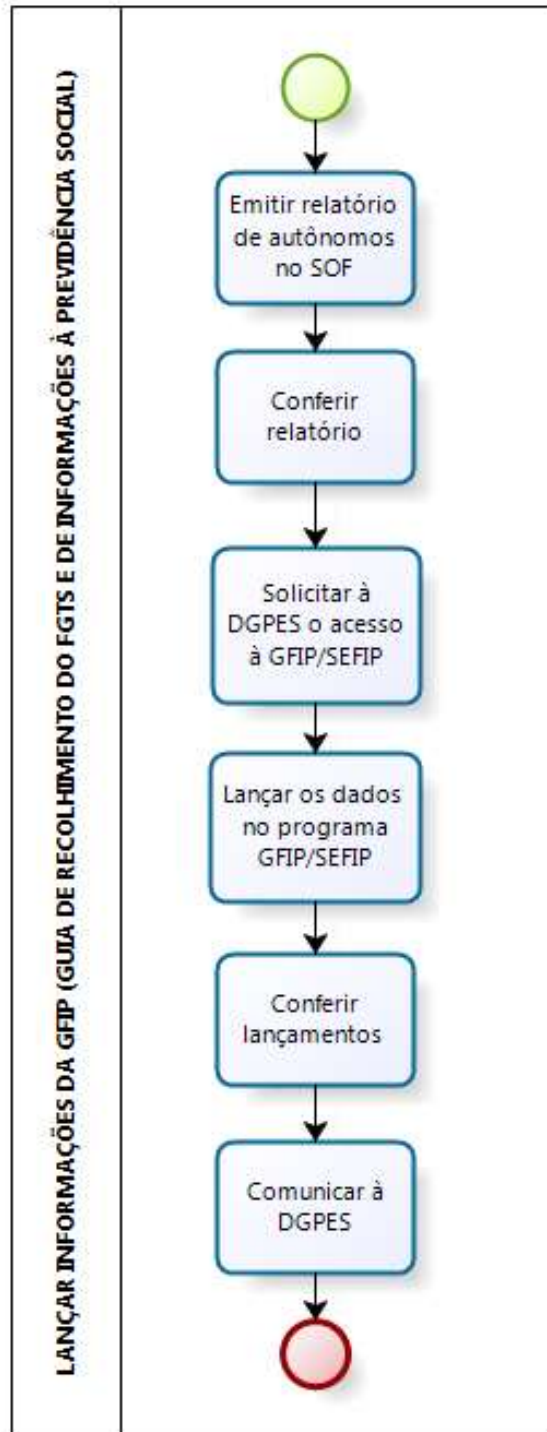 LANÇAR INFORMAÇÕES DA GFIP (GUIA DE RECOLHIMENTO DO FGTS E DE INFORMAÇÕES À PREVIDÊNCIA SOCIAL)
Emitir relatório
de autônomos
no SOF
Conferir
relatório
Solicitar à
DGPES o acesso
à GFIP/SEFIP
Lançar os dados
no programa
GFIP/SEFIP
Conferir
lançamentos
Comunicar à
DGPES